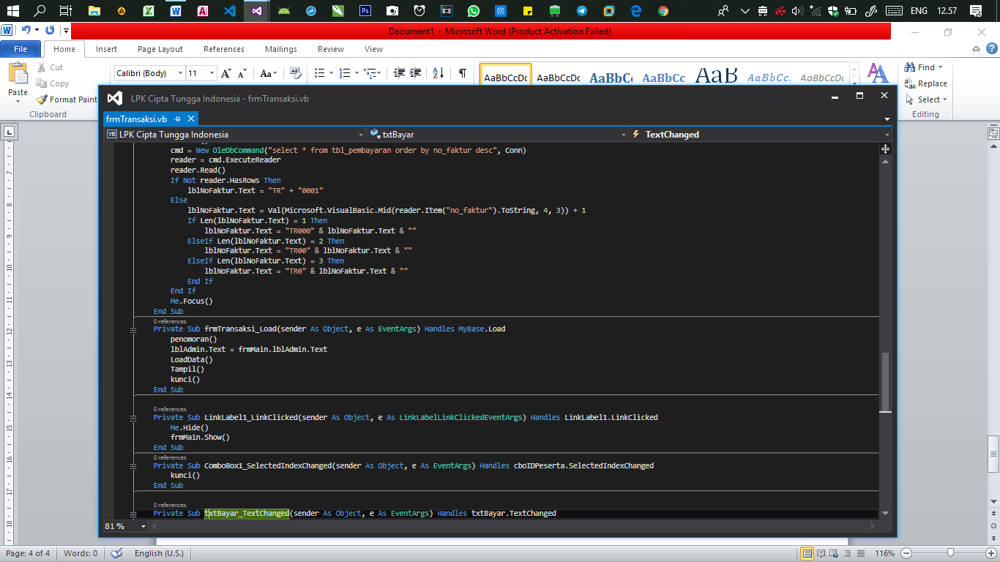 ENG 12.57
Document1 - Microsoft Word (Product Activation Failed)
File Home Insert Page Layout References Mailings Review View
Cut
Copy
Format Paint
Paste
Clipboard
Calibri (Body) 11
Aa
AaBbCcDc AaBbCcDc AaBbC AaBbCc AaB AaBbCc. AaBbCcDc
Find
Replace
Select
Editing
LPK Cipta Tungga Indonesia - frmTransaksi.vb
frmTransaksi.vb
VB LPK Cipta Tungga Indonesia txtBayar TextChanged
cmd = New OleDbCommand("select * from tbl_pembayaran order by no_faktur desc", Conn)
reader = cmd.ExecuteReader
reader.Read()
If Not reader.HasRows Then
lblNoFaktur.Text = "TR" + "0001"
Else
lblNoFaktur.Text = Val(Microsoft.VisualBasic.Mid(reader.Item("no_faktur").ToString, 4, 3)) + 1
If Len(lblNoFaktur.Text) = 1 Then
lblNoFaktur.Text = "TR000" & lblNoFaktur.Text & ""
ElseIf Len(lblNoFaktur.Text) = 2 Then
lblNoFaktur.Text = "TR00" & lblNoFaktur.Text & ""
ElseIf Len(lblNoFaktur.Text) = 3 Then
lblNoFaktur.Text = "TR0" & lblNoFaktur.Text & ""
End If
End If
Me.Focus()
End Sub
0 references
Private Sub frmTransaksi_Load(sender As Object, e As EventArgs) Handles MyBase.Load
penomoran()
lblAdmin.Text = frmMain.lblAdmin.Text
LoadData()
Tampil()
kunci()
End Sub
0 references
Private Sub LinkLabel1_LinkClicked(sender As Object, e As LinkLabelLinkClickedEventArgs) Handles LinkLabel1.LinkClicked
Me.Hide()
frmMain.Show()
End Sub
0 references
Private Sub ComboBox1_SelectedIndexChanged(sender As Object, e As EventArgs) Handles cboIDPeserta.SelectedIndexChanged
kunci()
End Sub
0 references
Private Sub txtBayar_TextChanged(sender As Object, e As EventArgs) Handles txtBayar.TextChanged
81 %
Page: 4 of 4 Words: 0 English (U.S.) 116%